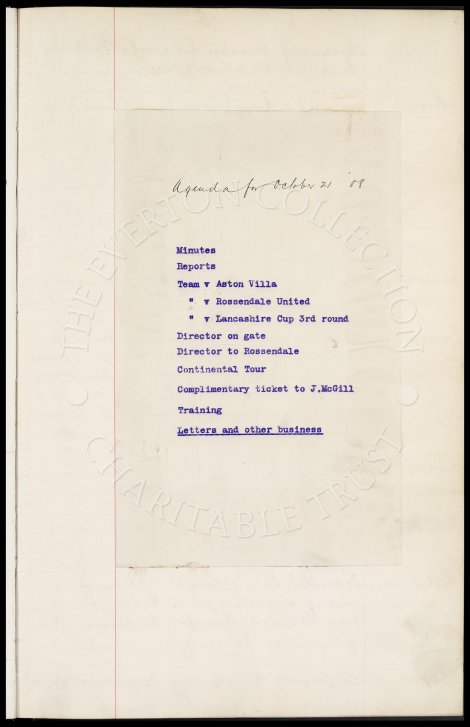 Agenda for October 21 '08
Minutes
Reports
Team v Aston Villa
" v Rossendale United
" v Lancashire Cup 3rd round
Director on gate
Director to Rossendale
Continental Tour
Complimentary ticket to J.McGill
Training
Letters and other business
THE EVERTON COLLECTION
CHARITABLE TRUST